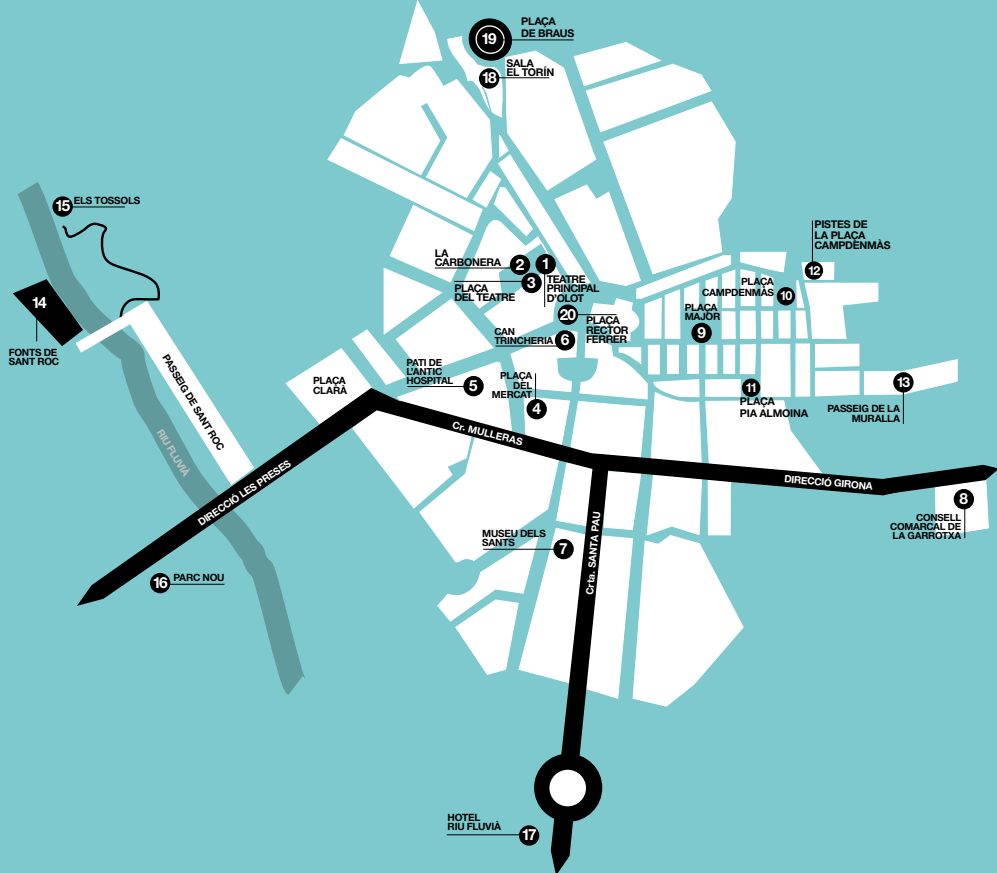 19
PLAÇA
DE BRAUS
18
SALA
EL TORÍN
15
ELS TOSSOLS
14
FONTS DE
SANT ROC
PASSEIG DE SANT ROC
RIU FLUVIÀ
LA
CARBONERA
2
1
3
PLAÇA
DEL TEATRE
TEATRE
PRINCIPAL
D'OLOT
20
PLAÇA
RECTOR
FERRER
CAN
TRINCHERIA
6
PISTES DE
LA PLAÇA
CAMPDENMÀS
12
PLAÇA
CAMPDENMÀS
10
PLAÇA
MAJOR
9
PATI DE
L'ANTIC
HOSPITAL
5
PLAÇA
DEL
MERCAT
4
PLAÇA
CLARÀ
11
PLAÇA
PIA ALMOINA
13
PASSEIG DE LA
MURALLA
Cr. MULLERAS
DIRECCIÓ LES PRESES
DIRECCIÓ GIRONA
8
CONSELL
COMARCAL DE
LA GARROTXA
MUSEU DELS
SANTS
7
Crta. SANTA PAU
16
PARC NOU
HOTEL
RIU FLUVIÀ
17